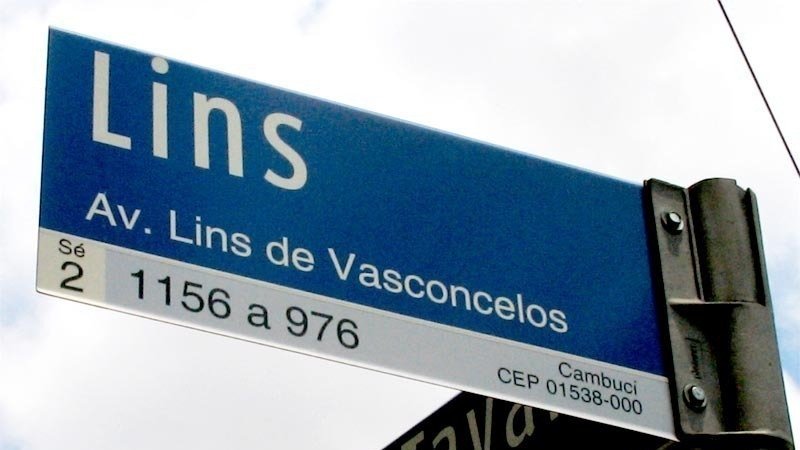 Lins
Av. Lins de Vasconcelos
Sé
2
1156 a 976
Cambuci
CEP 01538-000